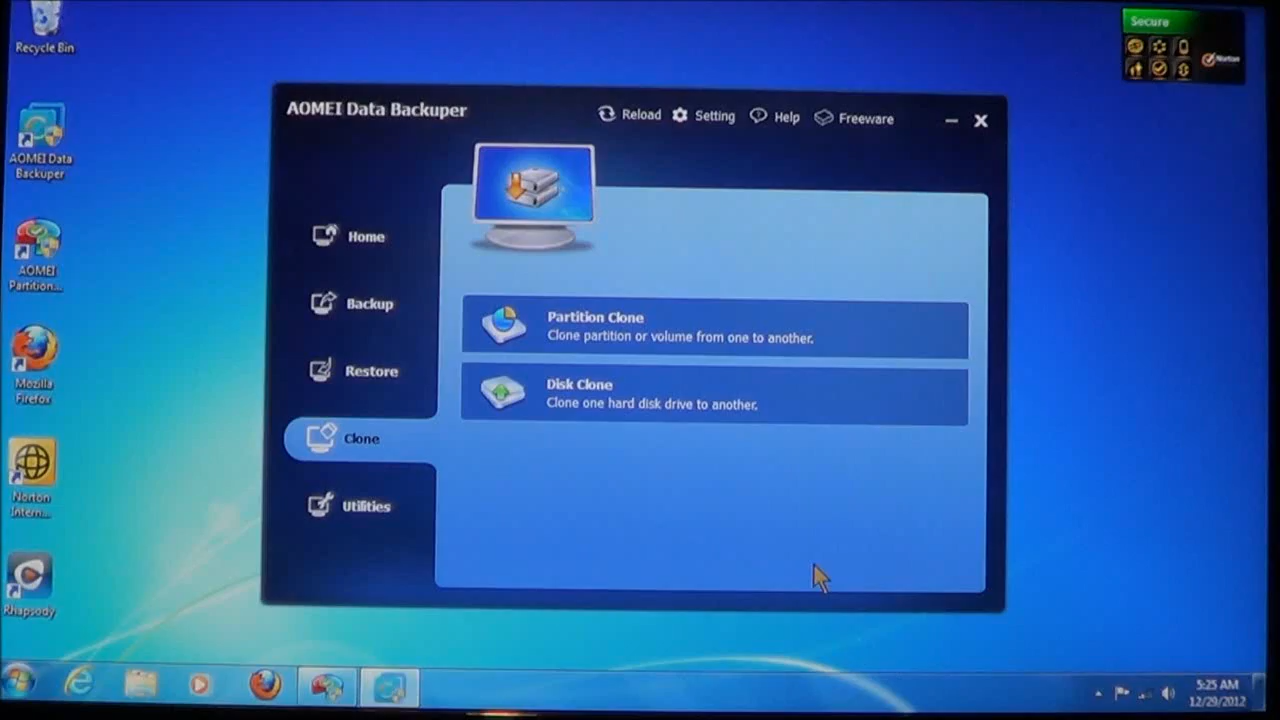 Recycle Bin
AOMEI Data
Backuper
AOMEI
Partition...
Mozilla
Firefox
Norton
Intern...
Rhapsody
Secure
Norton
AOMEI Data Backuper
Reload
Setting
Help
Freeware
Home
Backup
Restore
Clone
Utilities
Partition Clone
Clone partition or volume from one to another.
Disk Clone
Clone one hard disk drive to another.
5:25 AM
12/29/2012